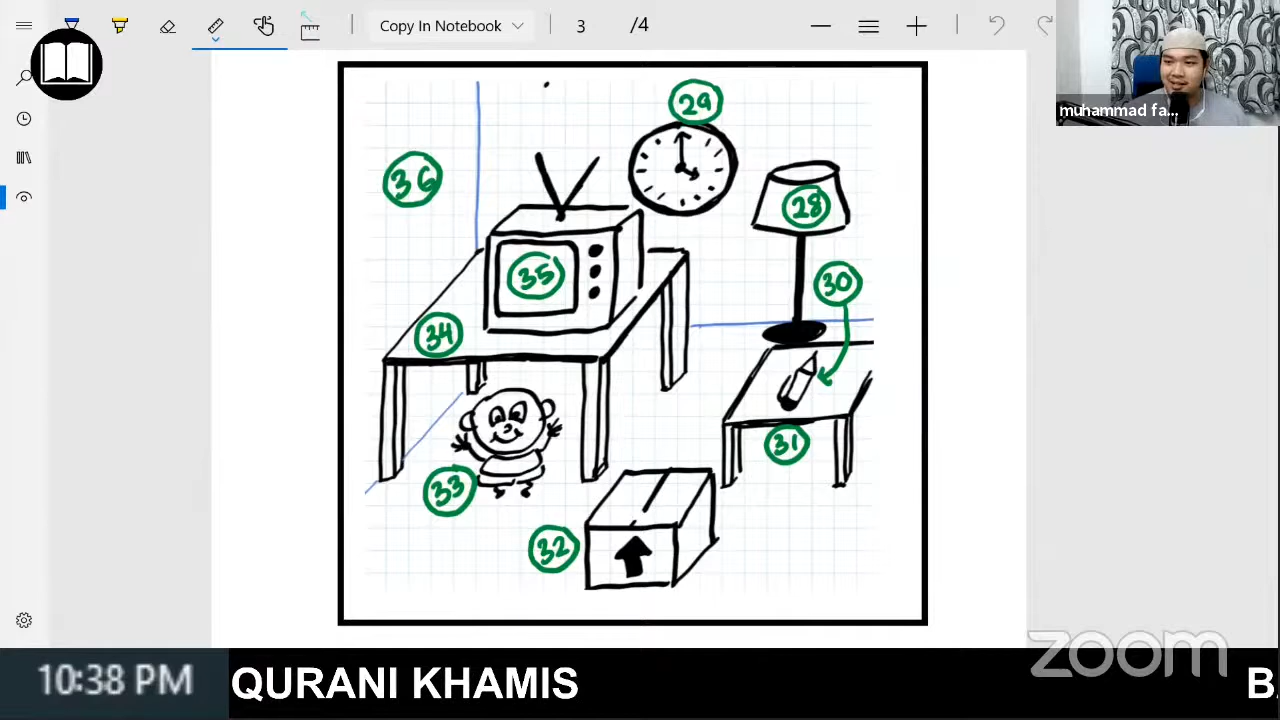 Copy In Notebook
3 /4
muhammad fa...
29
36
28
35
30
34
31
33
32
zoom
10:38 PM
QURANI KHAMIS
B